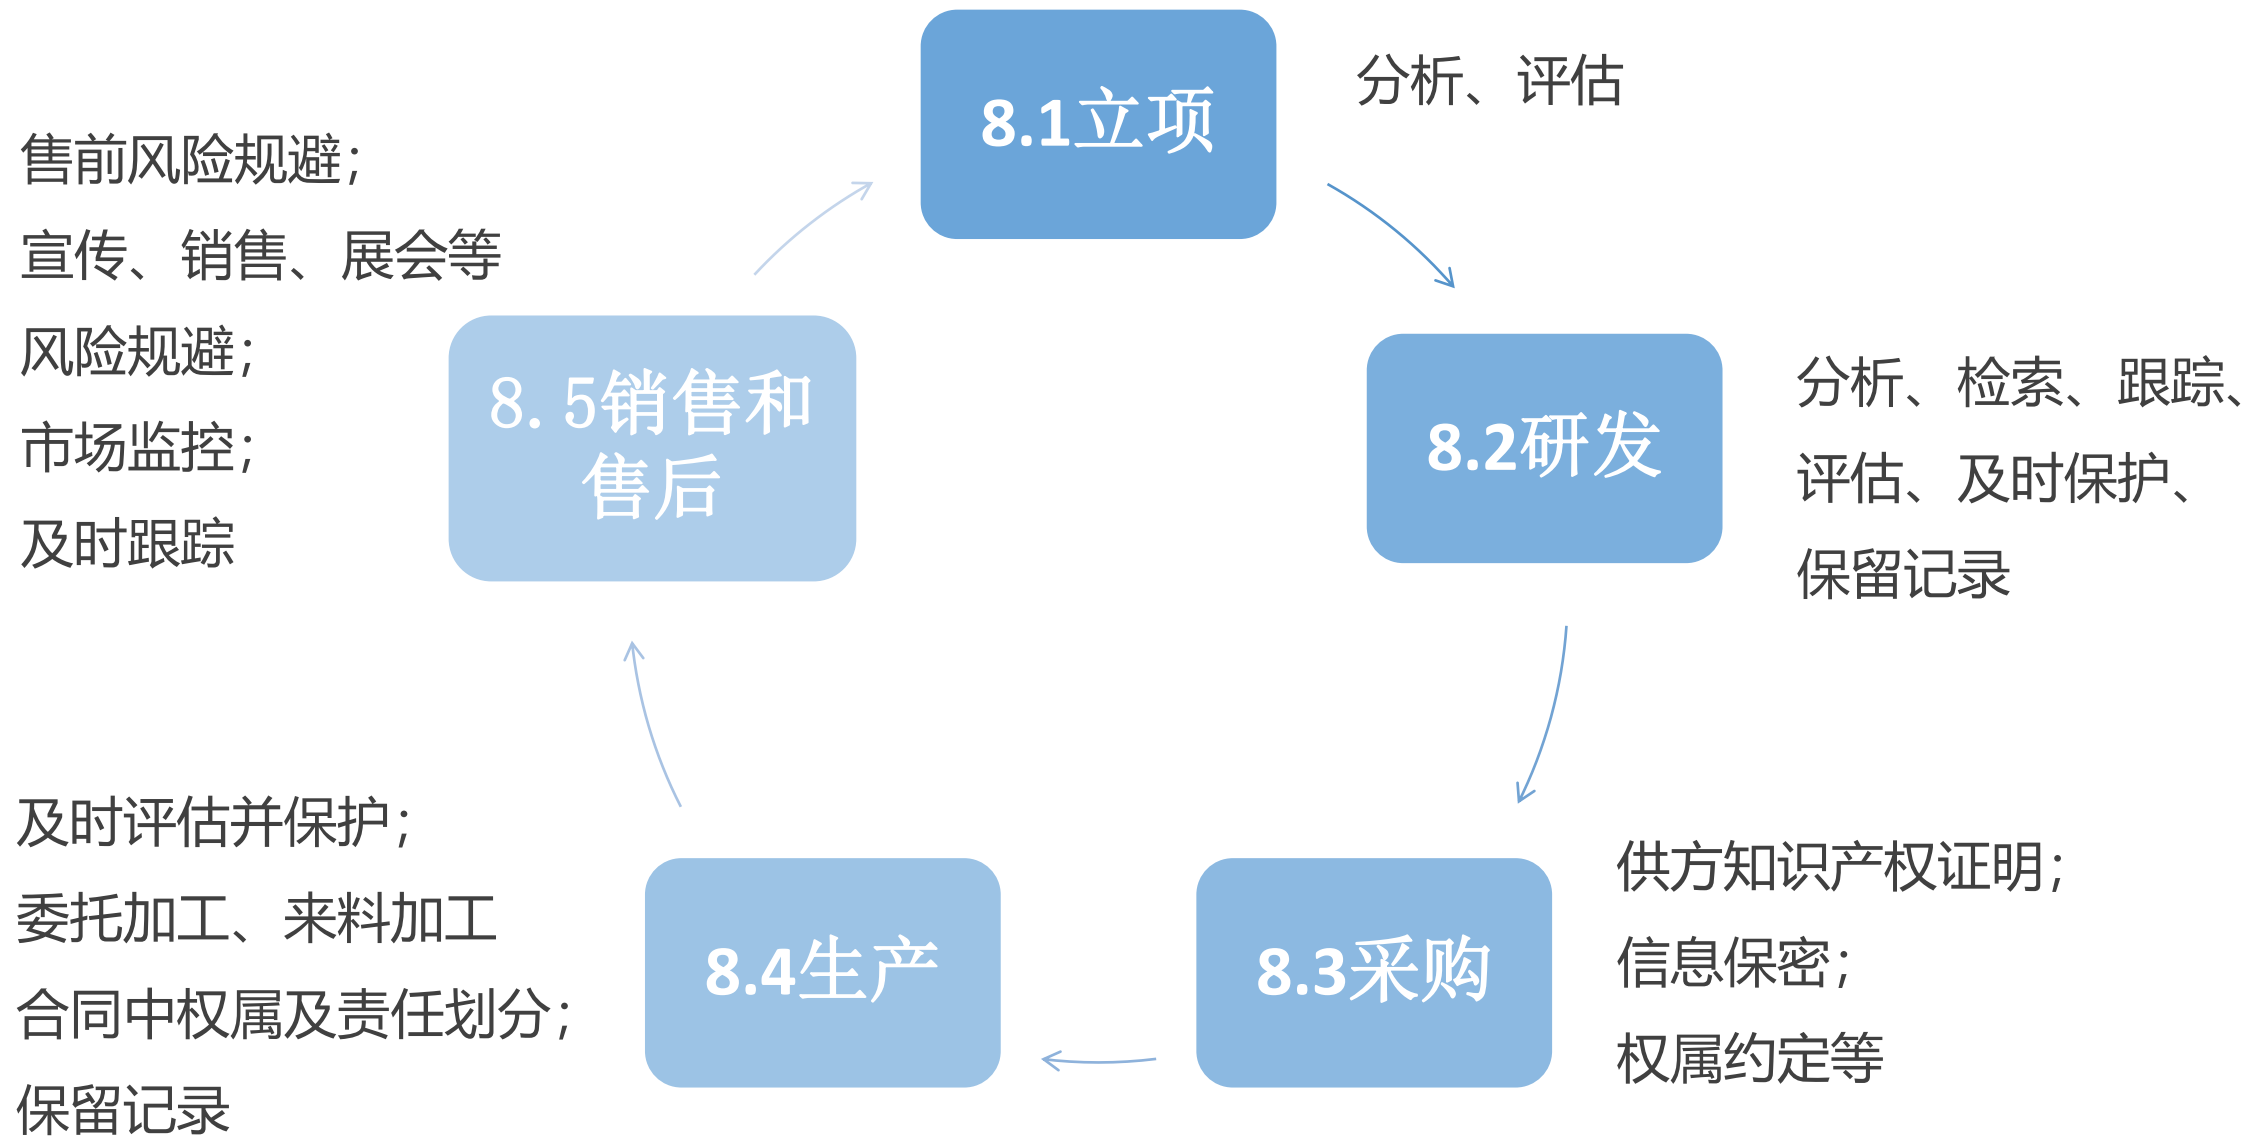 8.1立项
分析、评估
8.2研发
分析、检索、跟踪、
评估、及时保护、
保留记录
8.3采购
供方知识产权证明；
信息保密；
权属约定等
8.4生产
及时评估并保护；
委托加工、来料加工
合同中权属及责任划分；
保留记录
8.5销售和
售后
售前风险规避；
宣传、销售、展会等
风险规避；
市场监控；
及时跟踪